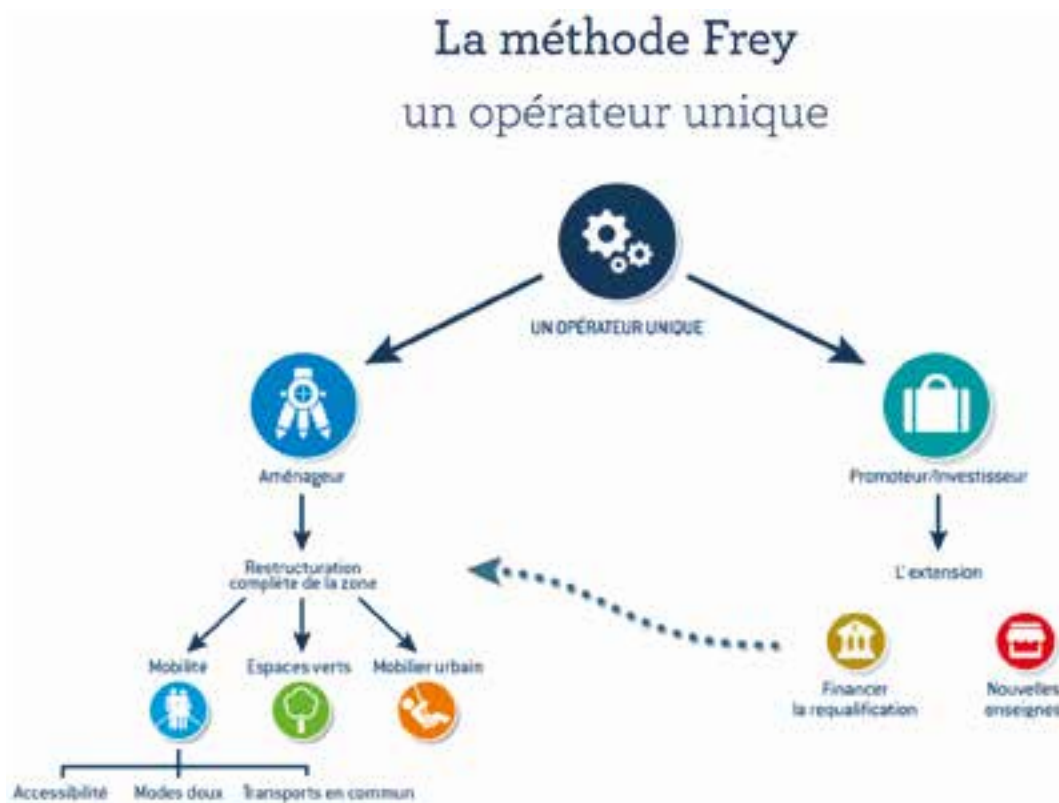 La méthode Frey
un opérateur unique
UN OPÉRATEUR UNIQUE
Aménageur
Promoteur/Investisseur
Restructuration
complète de la zone
L'extension
Mobilité
Espaces verts
Mobilier urbain
Financer
la requalification
Nouvelles
enseignes
Accessibilité
Modes doux
Transports en commun